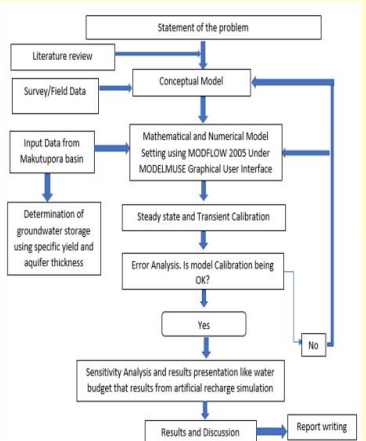 Statement of the problem
Literature review
Conceptual Model
Survey/Field Data
Input Data from
Makutupora basin
Mathematical and Numerical Model
Setting using MODFLOW 2005 Under
MODELMUSE Graphical User Interface
Determination of
groundwater storage
using specific yield and
aquifer thickness
Steady state and Transient Calibration
Error Analysis. Is model Calibration being
OK?
Yes
No
Sensitivity Analysis and results presentation like water
budget that results from artificial recharge simulation
Results and Discussion
Report writing